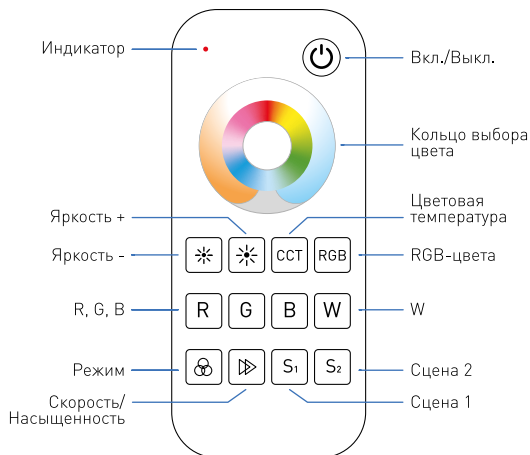 Индикатор
Вкл./Выкл.
Кольцо выбора
цвета
Яркость +
Цветовая
температура
Яркость -
CCT RGB
RGB-цвета
R, G, B
R G B W
W
Режим
S1 S2
Сцена 2
Скорость/
Насыщенность
Сцена 1